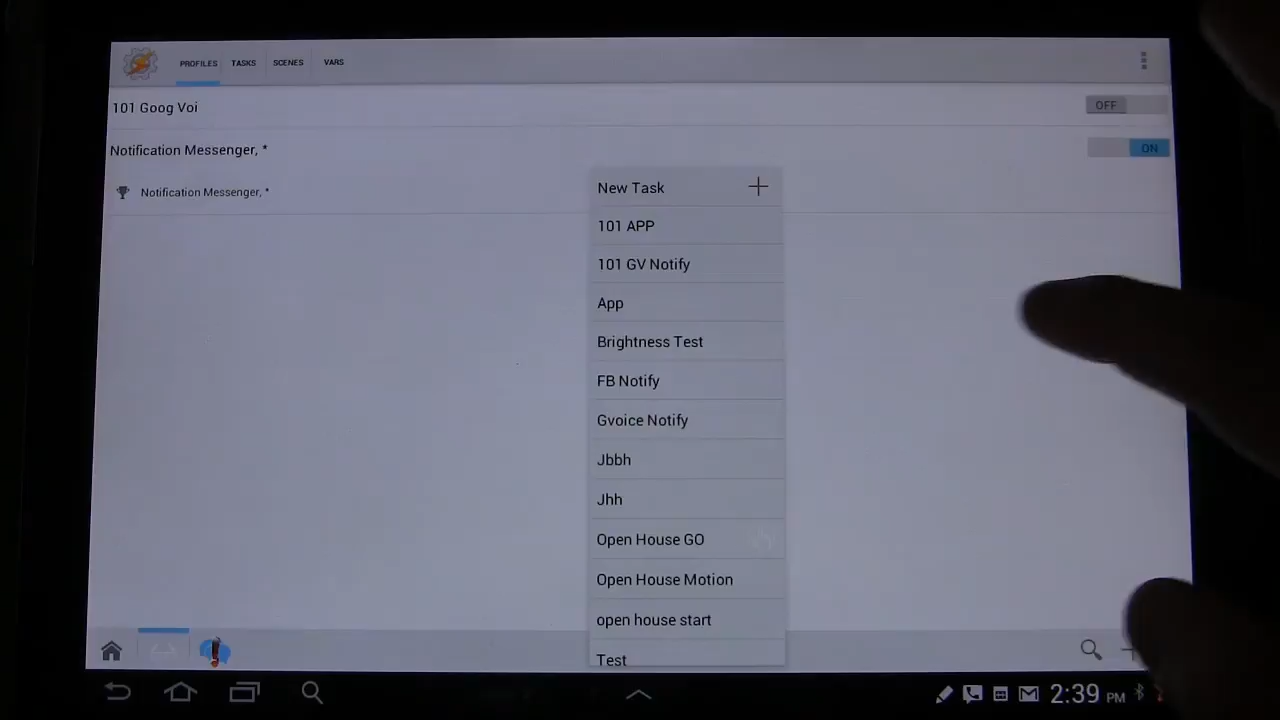 PROFILES TASKS SCENES VARS
101 Goog Voi OFF
Notification Messenger, * ON
Notification Messenger, *
New Task
101 APP
101 GV Notify
App
Brightness Test
FB Notify
Gvoice Notify
Jbbh
Jhh
Open House GO
Open House Motion
open house start
Test
2:39 PM